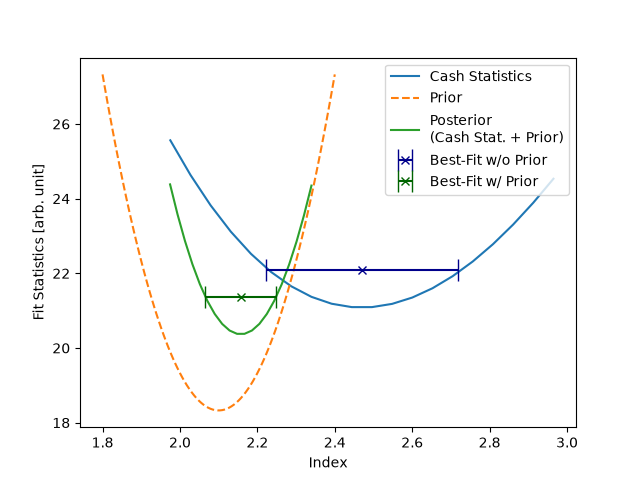 Cash Statistics
Prior
Posterior
(Cash Stat. + Prior)
Best-Fit w/o Prior
Best-Fit w/ Prior
Fit Statistics [arb. unit]
26
24
22
20
18
1.8 2.0 2.2 2.4 2.6 2.8 3.0
Index